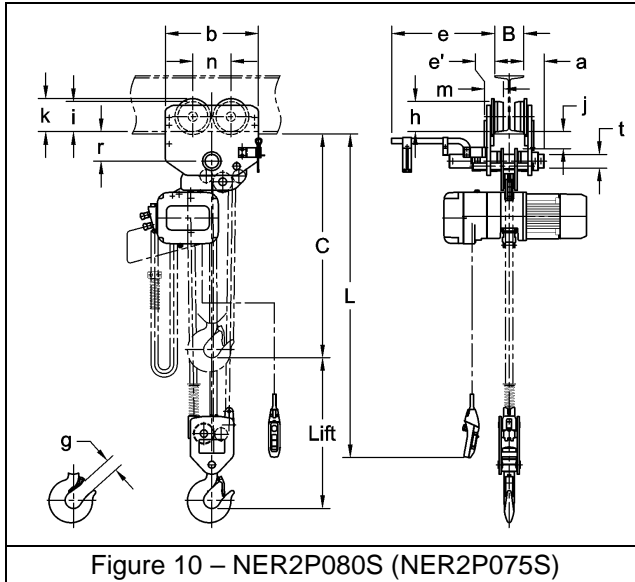 b
n
k
i
r
C
L
Lift
g
e
B
e'
a
m
j
h
t
Figure 10 – NER2P080S (NER2P075S)